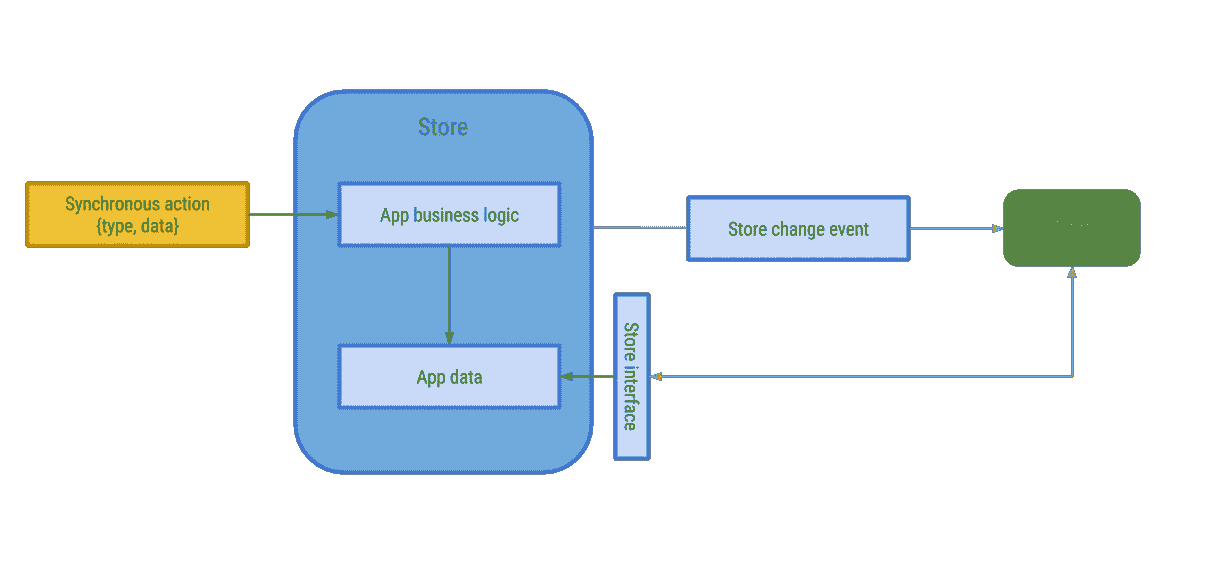 Store
Synchronous action
{type, data}
App business logic
Store change event
Store interface
App data